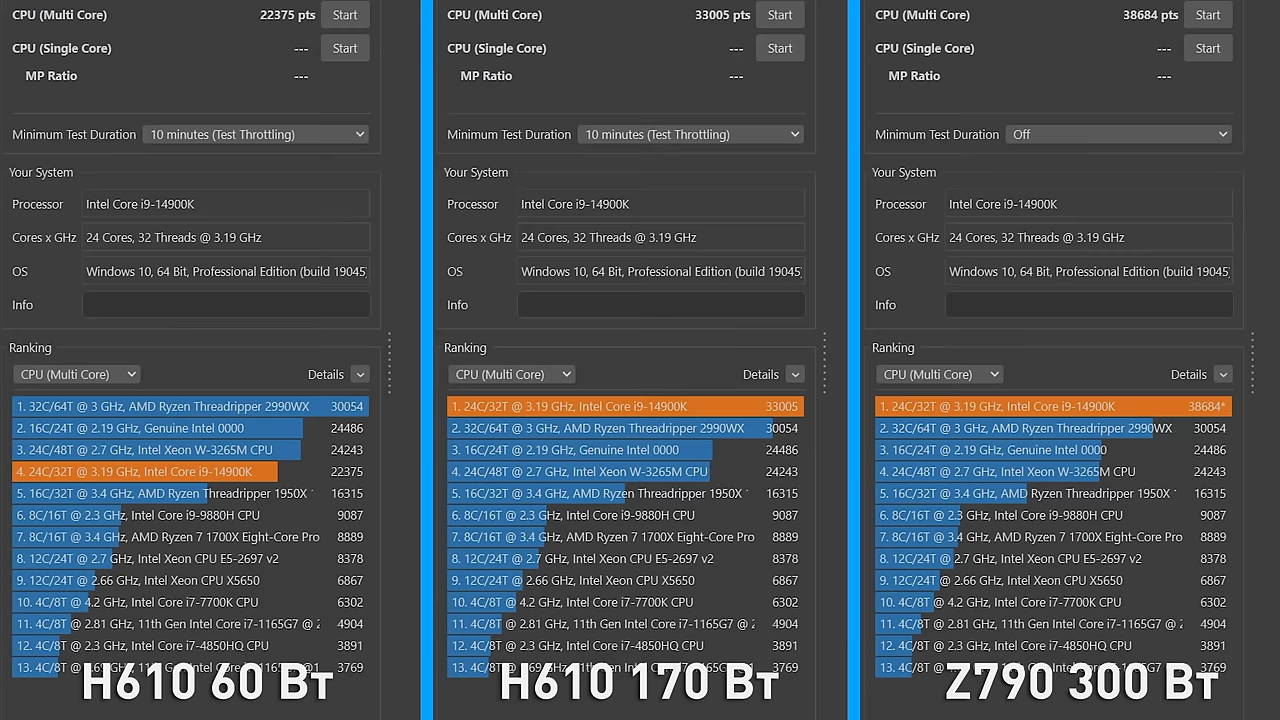 CPU (Multi Core) 22375 pts Start
CPU (Single Core) --- Start
MP Ratio ---
Minimum Test Duration 10 minutes (Test Throttling)
Your System
Processor Intel Core i9-14900K
Cores x GHz 24 Cores, 32 Threads @ 3.19 GHz
OS Windows 10, 64 Bit, Professional Edition (build 19045)
Info
Ranking
CPU (Multi Core) Details
1. 32C/64T @ 3 GHz, AMD Ryzen Threadripper 2990WX 30054
2. 16C/24T @ 2.19 GHz, Genuine Intel 0000 24486
3. 24C/48T @ 2.7 GHz, Intel Xeon W-3265M CPU 24243
4. 24C/32T @ 3.19 GHz, Intel Core i9-14900K 22375
5. 16C/32T @ 3.4 GHz, AMD Ryzen Threadripper 1950X 16315
6. 8C/16T @ 2.3 GHz, Intel Core i9-9880H CPU 9087
7. 8C/16T @ 3.4 GHz, AMD Ryzen 7 1700X Eight-Core Pro 8889
8. 12C/24T @ 2.7 GHz, Intel Xeon CPU E5-2697 v2 8378
9. 12C/24T @ 2.66 GHz, Intel Xeon CPU X5650 6867
10. 4C/8T @ 4.2 GHz, Intel Core i7-7700K CPU 6302
11. 4C/8T @ 2.81 GHz, 11th Gen Intel Core i7-1165G7 @ 2 4904
12. 4C/8T @ 2.3 GHz, Intel Core i7-4850HQ CPU 3891
13. 4C/8T @ 3769
H610 60 Вт
CPU (Multi Core) 33005 pts Start
CPU (Single Core) --- Start
MP Ratio ---
Minimum Test Duration 10 minutes (Test Throttling)
Your System
Processor Intel Core i9-14900K
Cores x GHz 24 Cores, 32 Threads @ 3.19 GHz
OS Windows 10, 64 Bit, Professional Edition (build 19045)
Info
Ranking
CPU (Multi Core) Details
1. 24C/32T @ 3.19 GHz, Intel Core i9-14900K 33005
2. 32C/64T @ 3 GHz, AMD Ryzen Threadripper 2990WX 30054
3. 16C/24T @ 2.19 GHz, Genuine Intel 0000 24486
4. 24C/48T @ 2.7 GHz, Intel Xeon W-3265M CPU 24243
5. 16C/32T @ 3.4 GHz, AMD Ryzen Threadripper 1950X 16315
6. 8C/16T @ 2.3 GHz, Intel Core i9-9880H CPU 9087
7. 8C/16T @ 3.4 GHz, AMD Ryzen 7 1700X Eight-Core Pro 8889
8. 12C/24T @ 2.7 GHz, Intel Xeon CPU E5-2697 v2 8378
9. 12C/24T @ 2.66 GHz, Intel Xeon CPU X5650 6867
10. 4C/8T @ 4.2 GHz, Intel Core i7-7700K CPU 6302
11. 4C/8T @ 2.81 GHz, 11th Gen Intel Core i7-1165G7 @ 2 4904
12. 4C/8T @ 2.3 GHz, Intel Core i7-4850HQ CPU 3891
13. 4C/8T @ 3769
H610 170 Вт
CPU (Multi Core) 38684 pts Start
CPU (Single Core) --- Start
MP Ratio ---
Minimum Test Duration Off
Your System
Processor Intel Core i9-14900K
Cores x GHz 24 Cores, 32 Threads @ 3.19 GHz
OS Windows 10, 64 Bit, Professional Edition (build 19045)
Info
Ranking
CPU (Multi Core) Details
1. 24C/32T @ 3.19 GHz, Intel Core i9-14900K 38684*
2. 32C/64T @ 3 GHz, AMD Ryzen Threadripper 2990WX 30054
3. 16C/24T @ 2.19 GHz, Genuine Intel 0000 24486
4. 24C/48T @ 2.7 GHz, Intel Xeon W-3265M CPU 24243
5. 16C/32T @ 3.4 GHz, AMD Ryzen Threadripper 1950X 16315
6. 8C/16T @ 2.3 GHz, Intel Core i9-9880H CPU 9087
7. 8C/16T @ 3.4 GHz, AMD Ryzen 7 1700X Eight-Core Pro 8889
8. 12C/24T @ 2.7 GHz, Intel Xeon CPU E5-2697 v2 8378
9. 12C/24T @ 2.66 GHz, Intel Xeon CPU X5650 6867
10. 4C/8T @ 4.2 GHz, Intel Core i7-7700K CPU 6302
11. 4C/8T @ 2.81 GHz, 11th Gen Intel Core i7-1165G7 @ 2 4904
12. 4C/8T @ 2.3 GHz, Intel Core i7-4850HQ CPU 3891
13. 4C/8T @ 3769
Z790 300 Вт